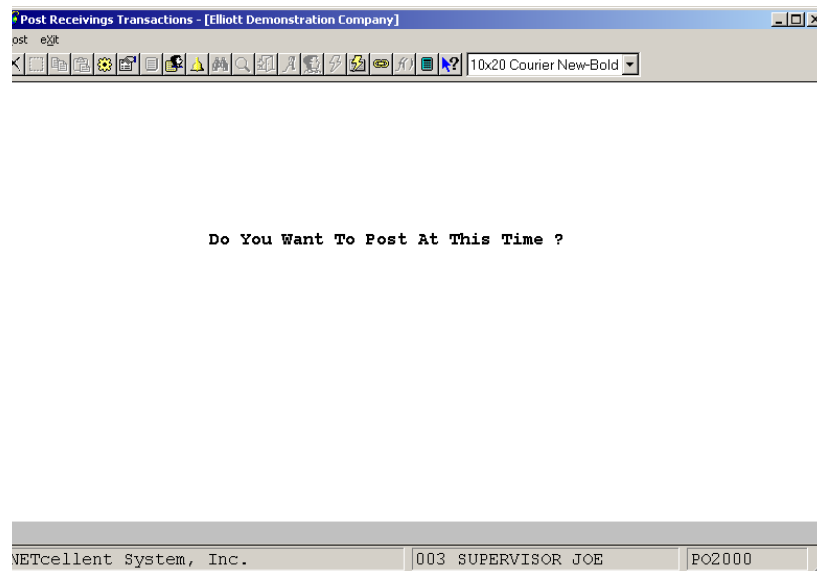 Post Receivings Transactions - [Elliott Demonstration Company]
ost eXit
10x20 Courier New-Bold
Do You Want To Post At This Time ?
NETcellent System, Inc. 003 SUPERVISOR JOE PO2000